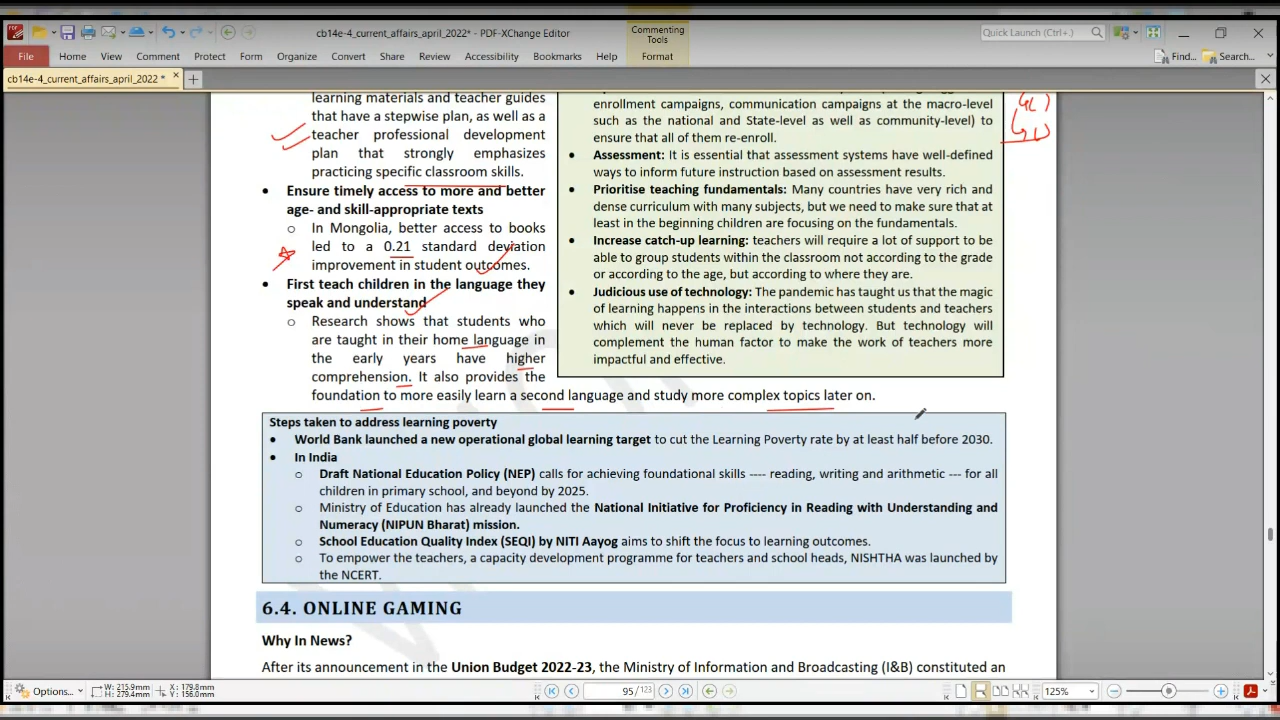 cb14e-4_current_affairs_april_2022* - PDF-XChange Editor
Commenting Tools
Quick Launch (Ctrl+.)
File Home View Bookmark Comment Protect Form Organize Convert Share Review Accessibility Bookmarks Help Format Find... Search...
cb14e-4_current_affairs_april_2022 *
learning materials and teacher guides
that have a stepwise plan, as well as a
teacher professional development
plan that strongly emphasizes
practicing specific classroom skills.
• Ensure timely access to more and better
age- and skill-appropriate texts
○ In Mongolia, better access to books
led to a 0.21 standard deviation
improvement in student outcomes.
• First teach children in the language they
speak and understand
○ Research shows that students who
are taught in their home language in
the early years have higher
comprehension. It also provides the
foundation to more easily learn a second language and study more complex topics later on.
enrollment campaigns, communication campaigns at the macro-level
such as the national and State-level as well as community-level) to
ensure that all of them re-enroll.
• Assessment: It is essential that assessment systems have well-defined
ways to inform future instruction based on assessment results.
• Prioritise teaching fundamentals: Many countries have very rich and
dense curriculum with many subjects, but we need to make sure that at
least in the beginning children are focusing on the fundamentals.
• Increase catch-up learning: teachers will require a lot of support to be
able to group students within the classroom not according to the grade
or according to the age, but according to where they are.
• Judicious use of technology: The pandemic has taught us that the magic
of learning happens in the interactions between students and teachers
which will never be replaced by technology. But technology will
complement the human factor to make the work of teachers more
impactful and effective.
Steps taken to address learning poverty
• World Bank launched a new operational global learning target to cut the Learning Poverty rate by at least half before 2030.
• In India
○ Draft National Education Policy (NEP) calls for achieving foundational skills ---- reading, writing and arithmetic --- for all
children in primary school, and beyond by 2025.
○ Ministry of Education has already launched the National Initiative for Proficiency in Reading with Understanding and
Numeracy (NIPUN Bharat) mission.
○ School Education Quality Index (SEQI) by NITI Aayog aims to shift the focus to learning outcomes.
○ To empower the teachers, a capacity development programme for teachers and school heads, NISHTHA was launched by
the NCERT.
6.4. ONLINE GAMING
Why In News?
After its announcement in the Union Budget 2022-23, the Ministry of Information and Broadcasting (I&B) constituted an
Options... W: 215.9mm H: 279.4mm X: 179.8mm Y: 156.0mm 95 / 123 125%